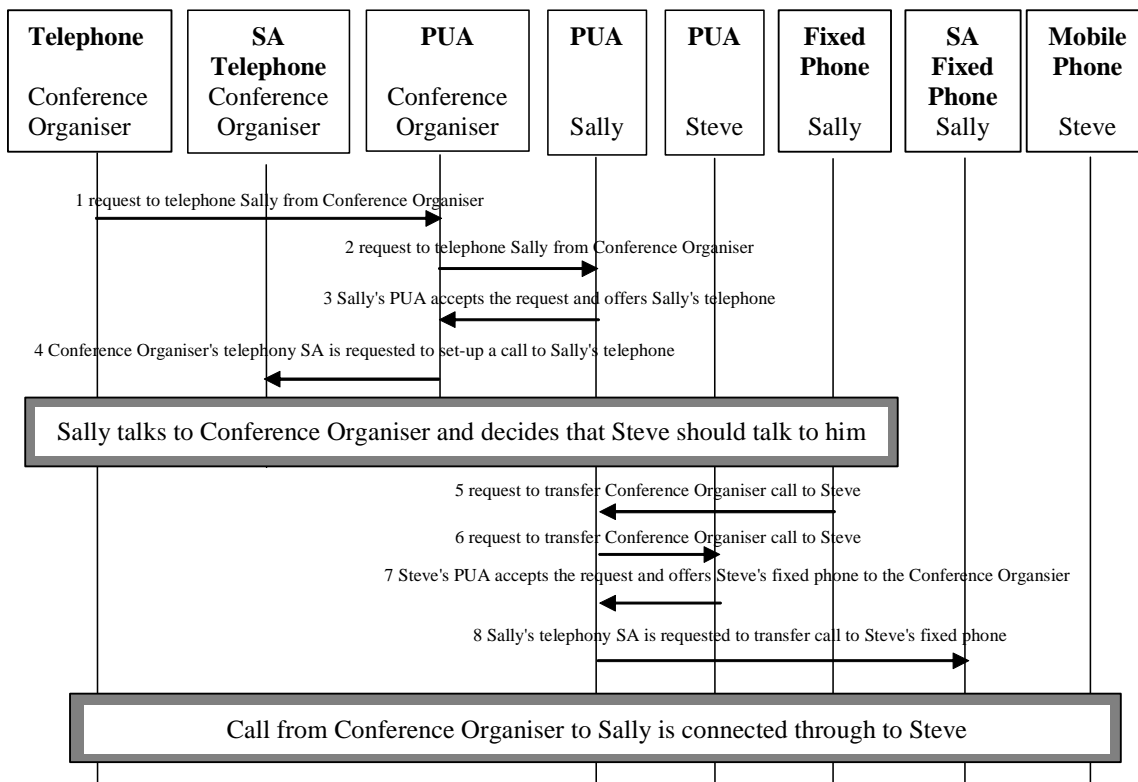 Telephone
Conference
Organiser
SA
Telephone
Conference
Organiser
PUA
Conference
Organiser
PUA
Sally
PUA
Steve
Fixed
Phone
Sally
SA
Fixed
Phone
Sally
Mobile
Phone
Steve
1 request to telephone Sally from Conference Organiser
2 request to telephone Sally from Conference Organiser
3 Sally's PUA accepts the request and offers Sally's telephone
4 Conference Organiser's telephony SA is requested to set-up a call to Sally's telephone
Sally talks to Conference Organiser and decides that Steve should talk to him
5 request to transfer Conference Organiser call to Steve
6 request to transfer Conference Organiser call to Steve
7 Steve's PUA accepts the request and offers Steve's fixed phone to the Conference Organsier
8 Sally's telephony SA is requested to transfer call to Steve's fixed phone
Call from Conference Organiser to Sally is connected through to Steve